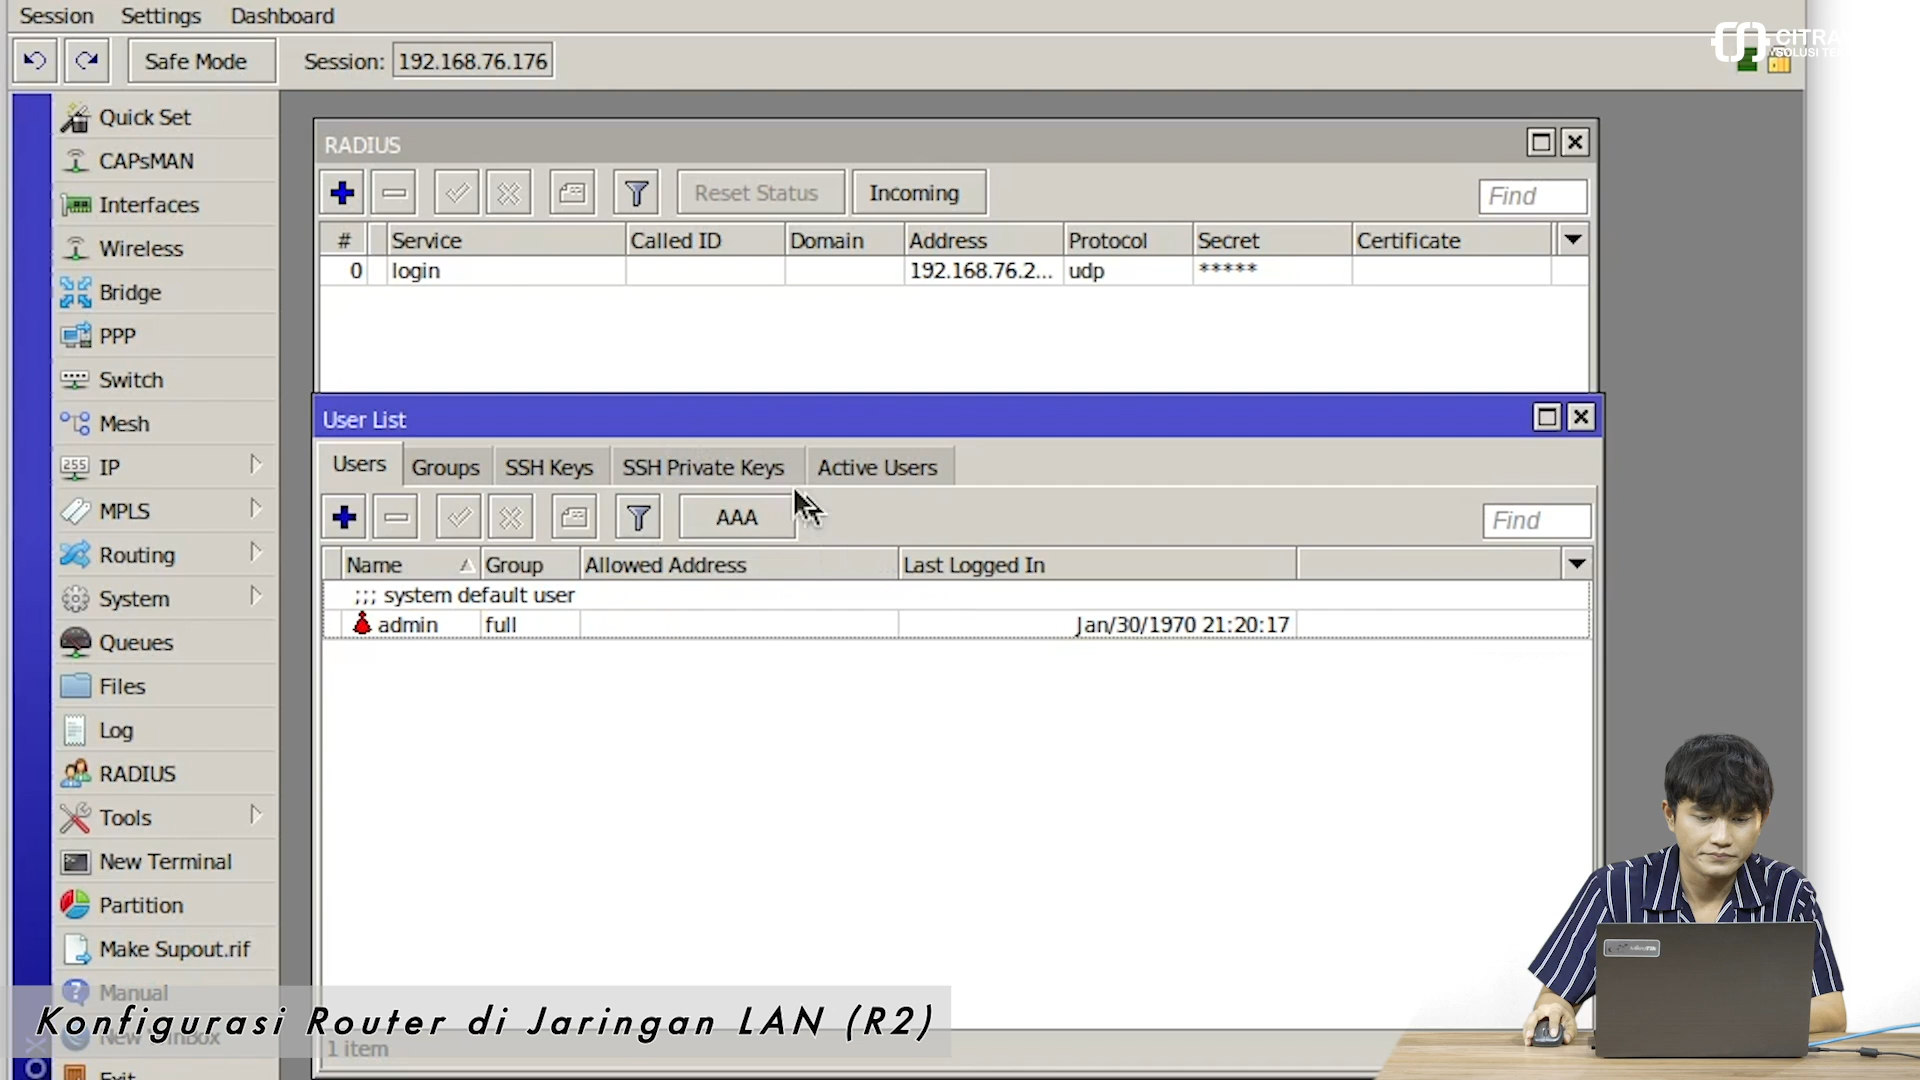 Session Settings Dashboard
CITRA
SOLUSI TE
Safe Mode Session: 192.168.76.176
Quick Set
CAPsMAN
Interfaces
Wireless
Bridge
PPP
Switch
Mesh
IP
MPLS
Routing
System
Queues
Files
Log
RADIUS
Tools
New Terminal
Partition
Make Supout.rif
Manual
Exit
RADIUS
Reset Status Incoming Find
# Service Called ID Domain Address Protocol Secret Certificate
0 login 192.168.76.2... udp *****
User List
Users Groups SSH Keys SSH Private Keys Active Users
AAA Find
Name Group Allowed Address Last Logged In
;;; system default user
admin full Jan/30/1970 21:20:17
Konfigurasi Router di Jaringan LAN (R2)
1 item